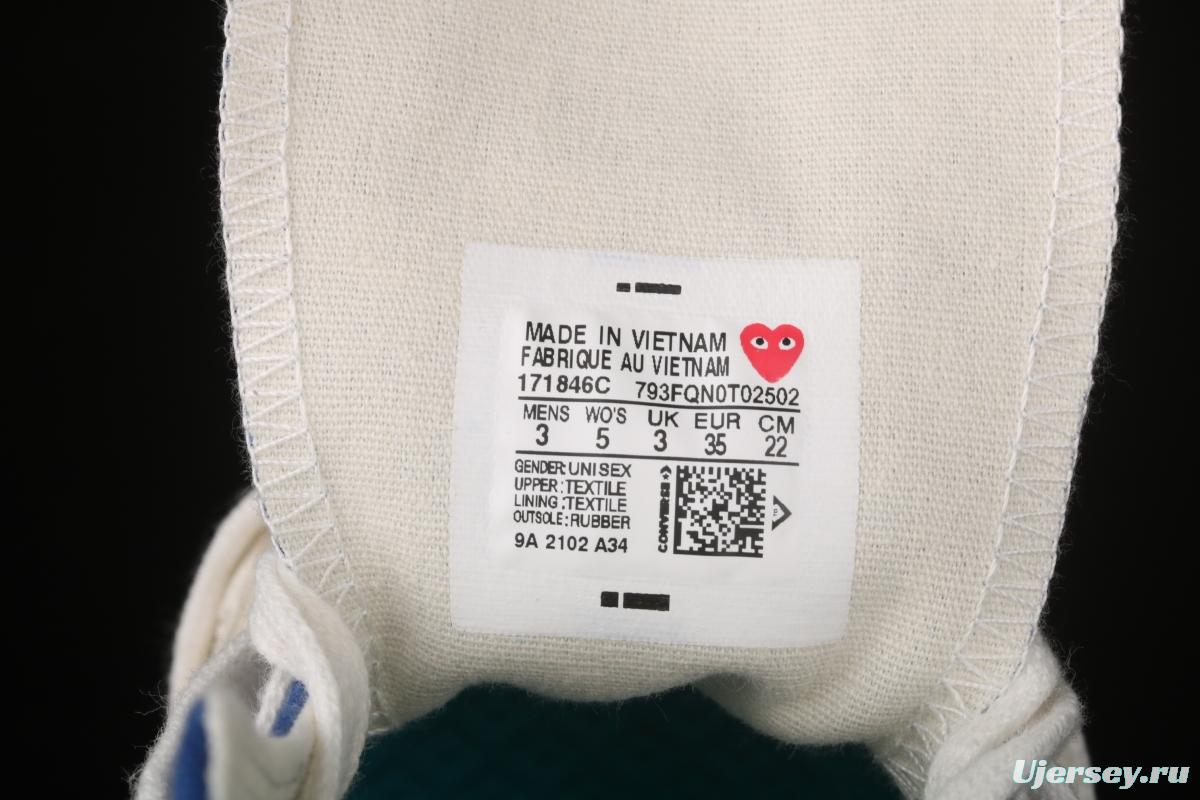 MADE IN VIETNAM
FABRIQUE AU VIETNAM
171846C 793FQN0T02502
MENS WO'S UK EUR CM
3 5 3 35 22
GENDER:UNISEX
UPPER:TEXTILE
LINING:TEXTILE
OUTSOLE:RUBBER
9A 2102 A34
CONVERSE
Ujersey.ru